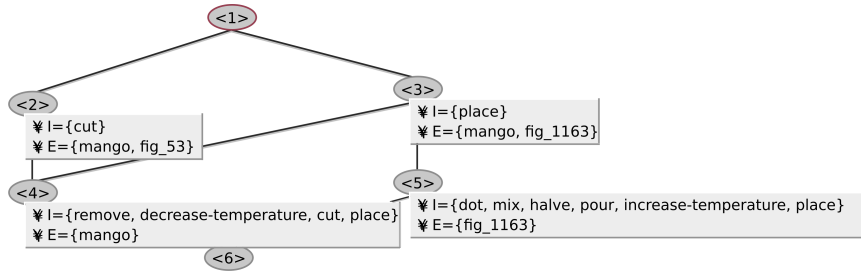 <1>
<2>
<3>
¥ I={cut}
¥ E={mango, fig_53}
¥ I={place}
¥ E={mango, fig_1163}
<4>
<5>
¥ I={remove, decrease-temperature, cut, place}
¥ E={mango}
¥ I={dot, mix, halve, pour, increase-temperature, place}
¥ E={fig_1163}
<6>